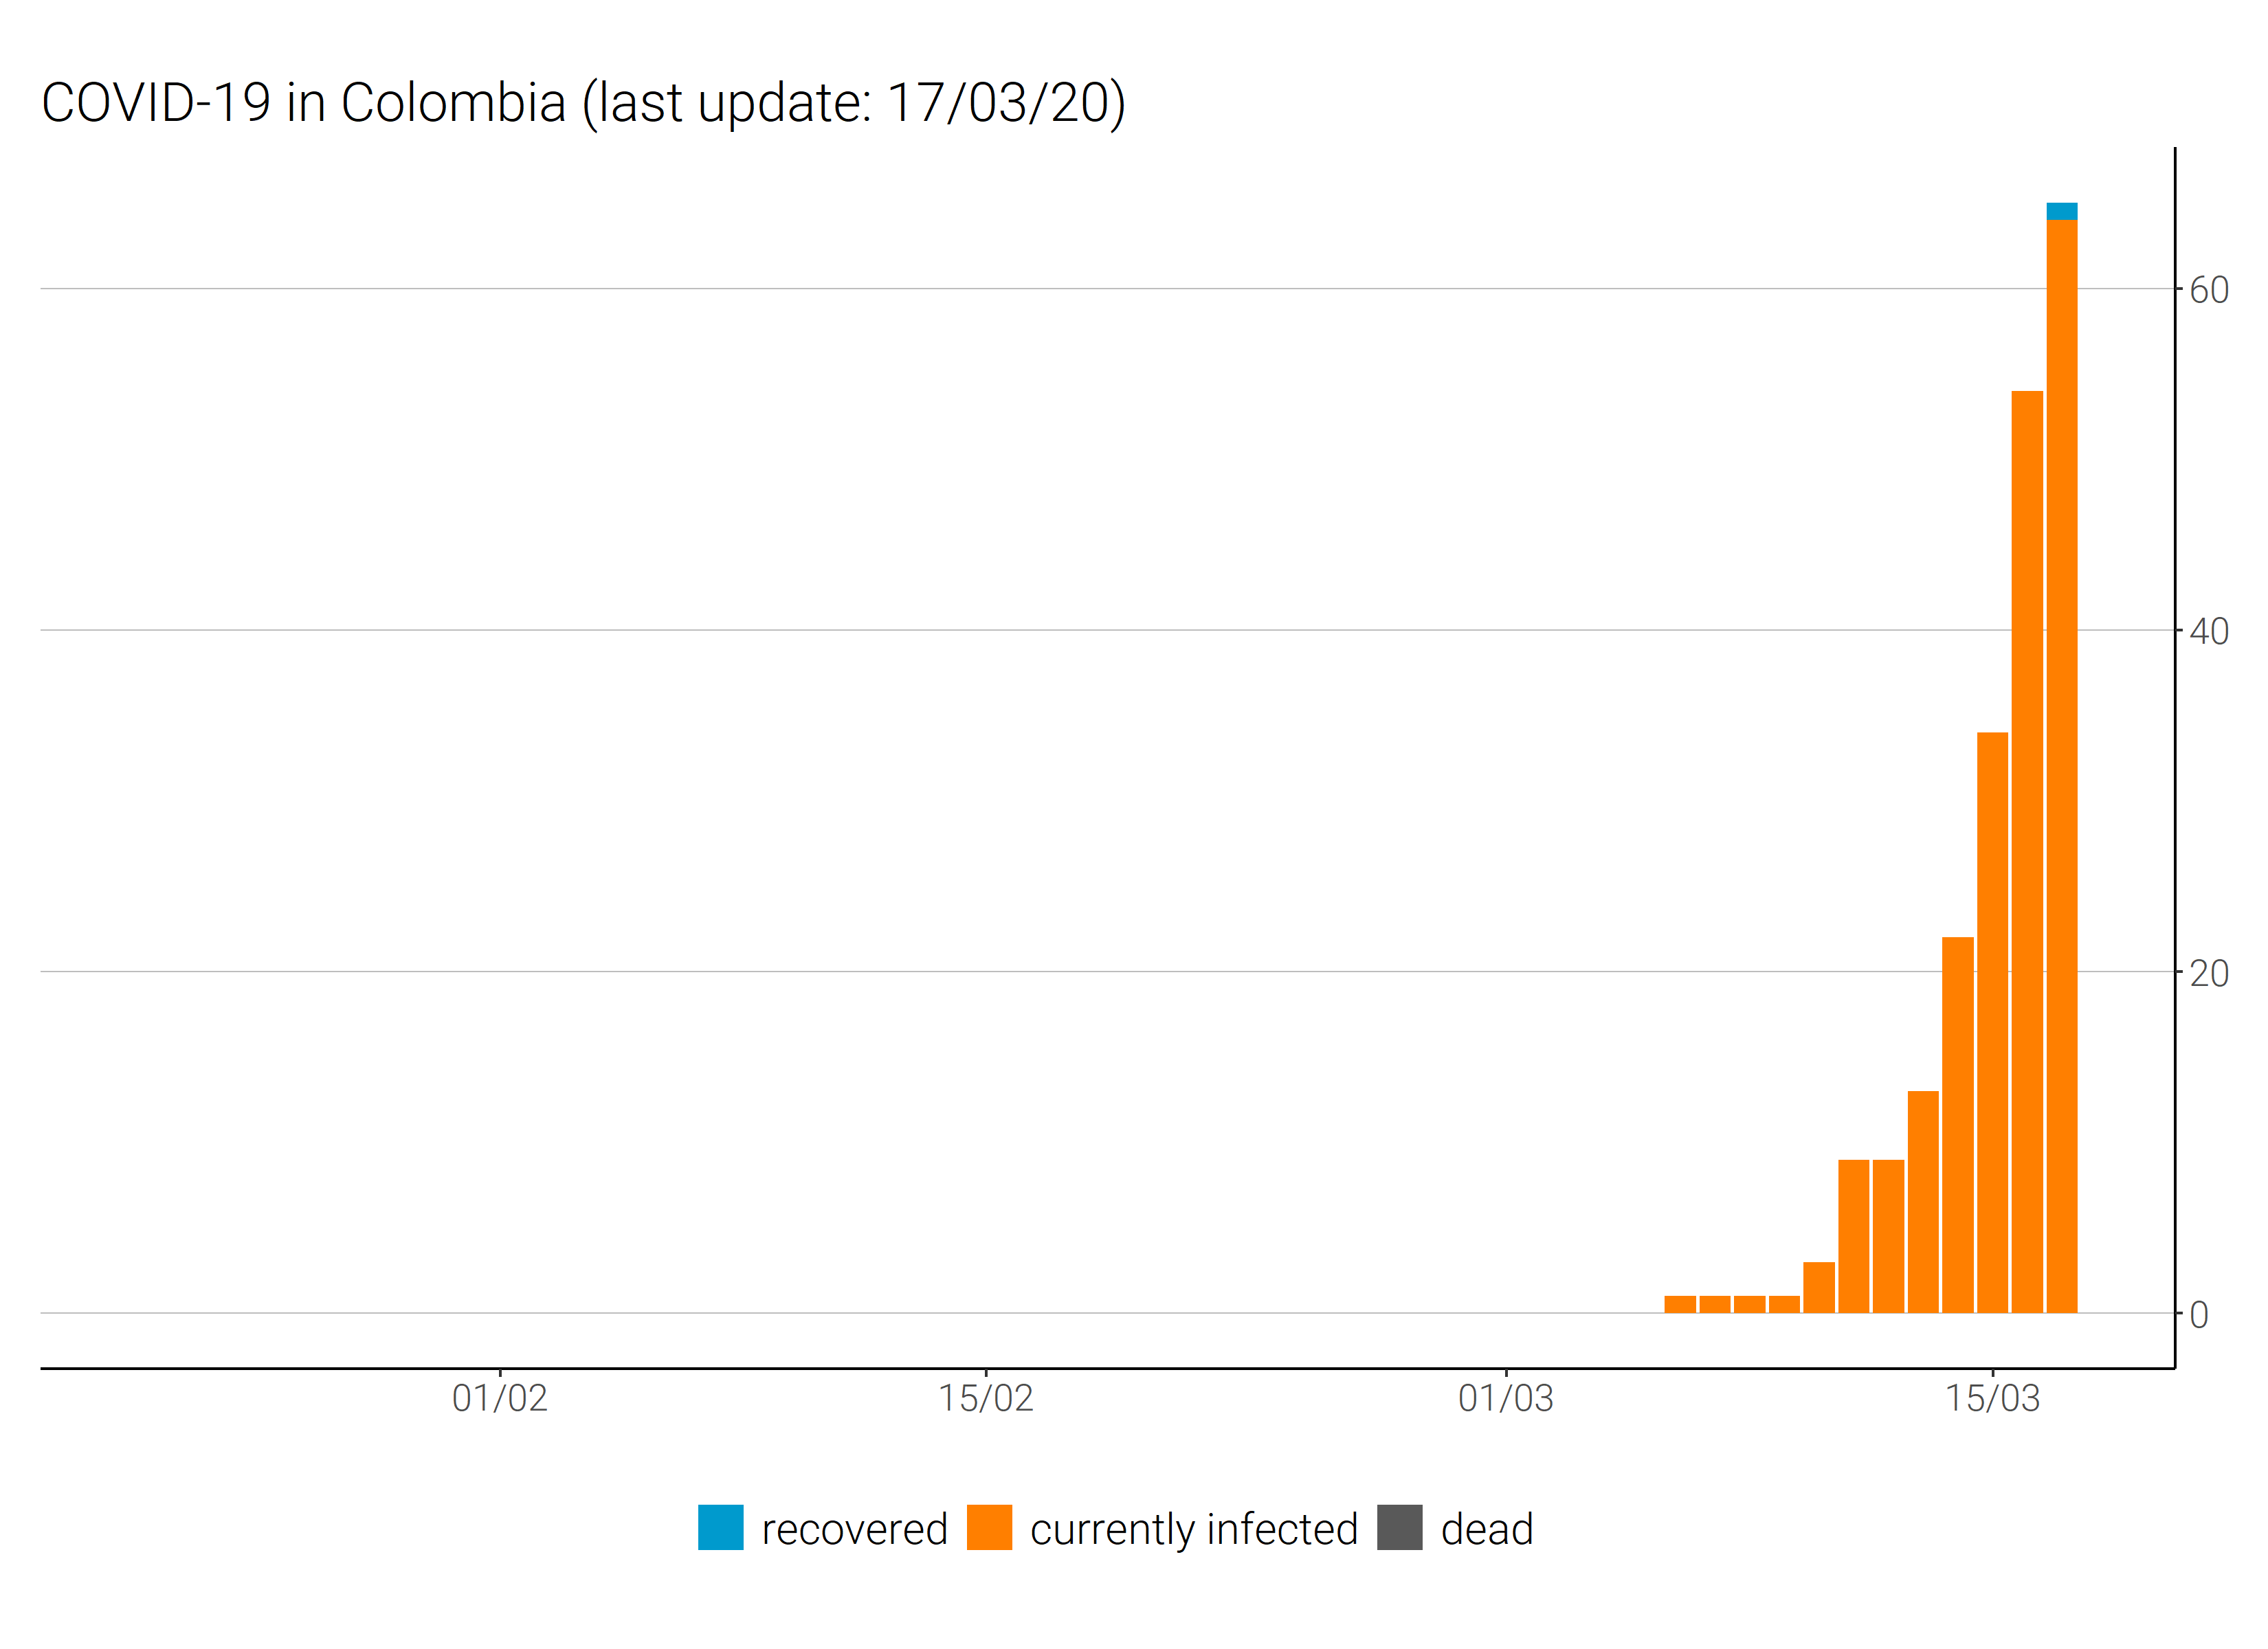 COVID-19 in Colombia (last update: 17/03/20)
60
40
20
0
01/02 15/02 01/03 15/03
recovered currently infected dead